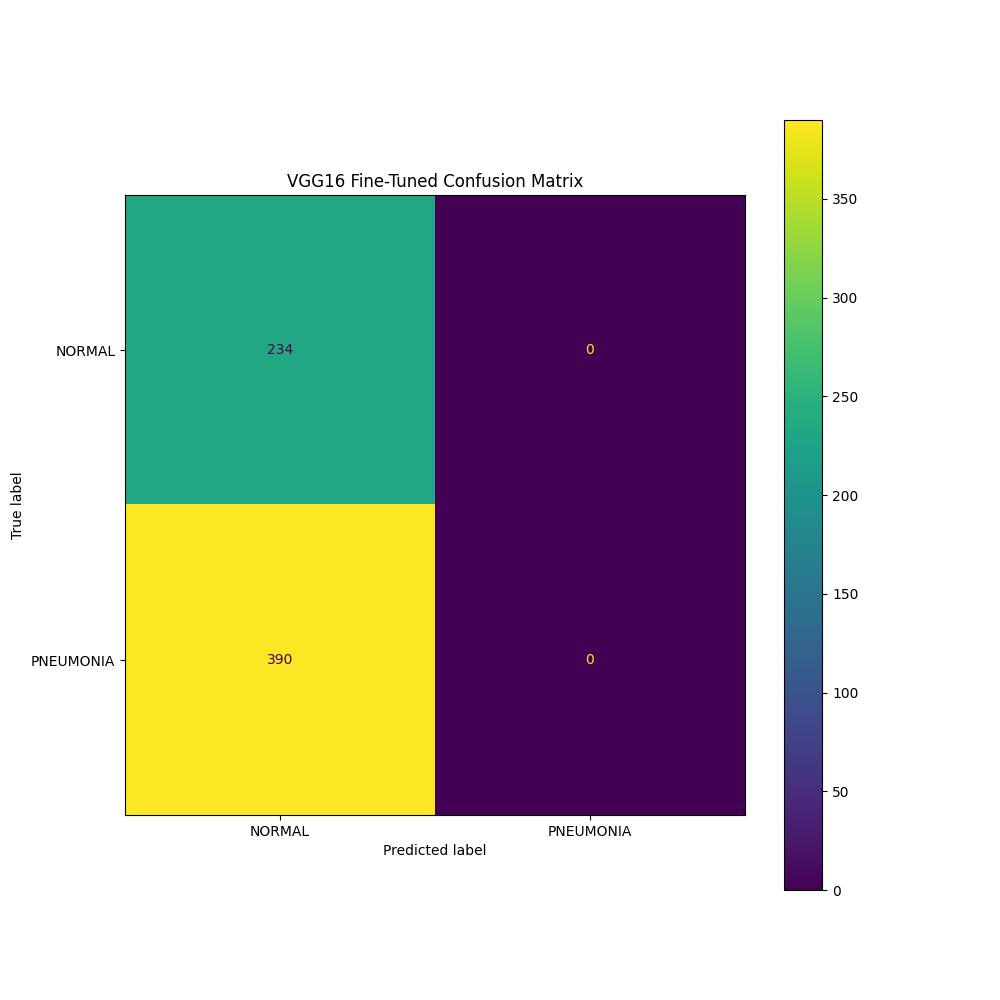 VGG16 Fine-Tuned Confusion Matrix
True label
NORMAL
234
0
PNEUMONIA
390
0
NORMAL
PNEUMONIA
Predicted label
350
300
250
200
150
100
50
0